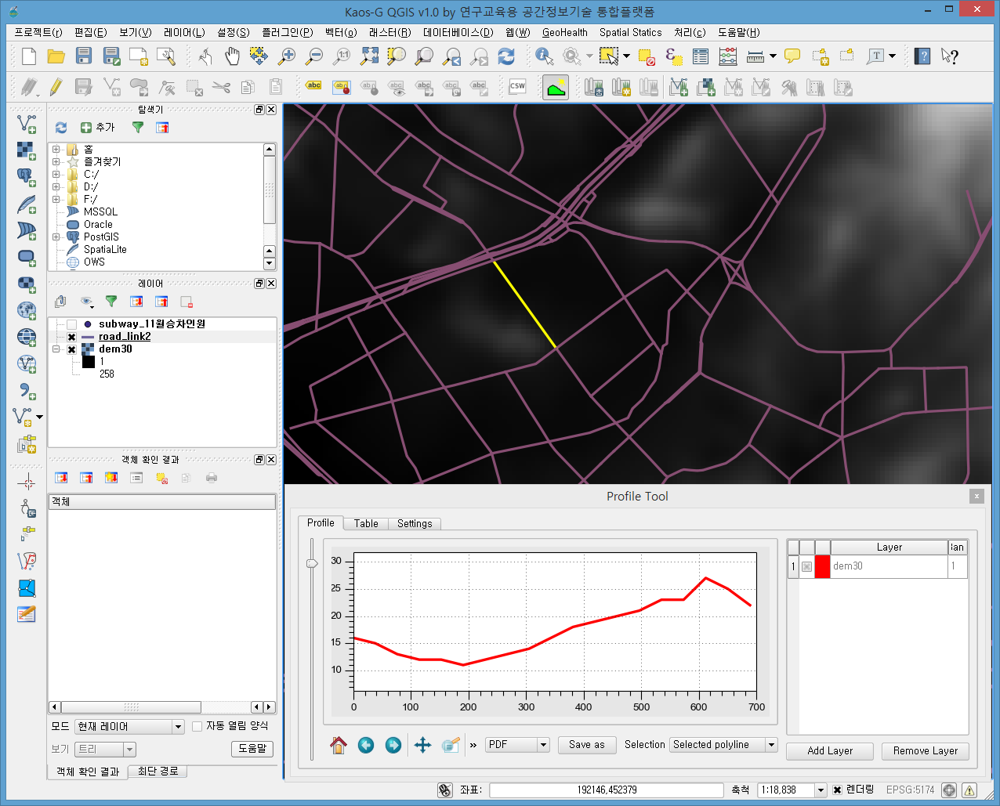 Kaos-G QGIS v1.0 by 연구교육용 공간정보기술 통합플랫폼
프로젝트(r) 편집(E) 보기(V) 레이어(L) 설정(S) 플러그인(P) 벡터(o) 래스터(R) 데이터베이스(D) 웹(W) GeoHealth Spatial Statics 처리(c) 도움말(H)
1:1
T
?
abc ab abc abc abc abc abc CSW
탐색기
추가
홈
즐겨찾기
C:/
D:/
F:/
MSSQL
Oracle
PostGIS
SpatiaLite
OWS
레이어
subway_11월승차인원
road_link2
dem30
1
258
객체 확인 결과
객체
모드 현재 레이어 자동 열림 양식
보기 트리 도움말
객체 확인 결과 최단 경로
Profile Tool
Profile Table Settings
30
25
20
15
10
0 100 200 300 400 500 600 700
Layer
1 dem30 1
PDF Save as Selection Selected polyline
Add Layer Remove Layer
좌표: 192146,452379 축척 1:18,838 렌더링 EPSG:5174